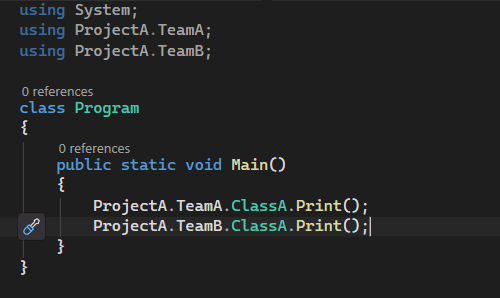 using System;
using ProjectA.TeamA;
using ProjectA.TeamB;
0 references
class Program
{
0 references
public static void Main()
{
ProjectA.TeamA.ClassA.Print();
ProjectA.TeamB.ClassA.Print();
}
}